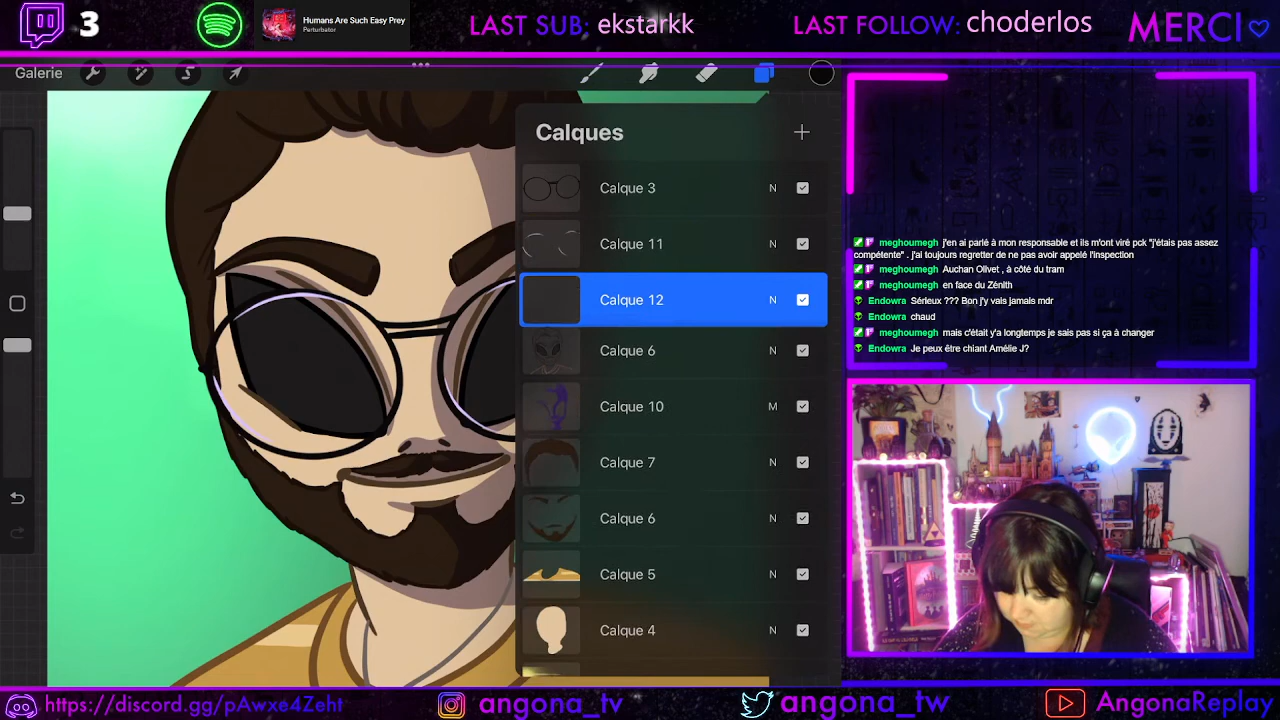 3
Humans Are Such Easy Prey
Perturbator
LAST SUB: ekstarkk
LAST FOLLOW: choderlos
MERCI
Galerie
Calques
Calque 3 N
Calque 11 N
Calque 12 N
Calque 6 N
Calque 10 M
Calque 7 N
Calque 6 N
Calque 5 N
Calque 4 N
meghoumegh j'en ai parlé à mon responsable et ils m'ont viré pck "j'étais pas assez
compétente" . j'ai toujours regretter de ne pas avoir appelé l'inspection
meghoumegh Auchan Olivet , à côté du tram
meghoumegh en face du Zénith
Endowra Sérieux ??? Bon j'y vais jamais mdr
Endowra chaud
meghoumegh mais c'était y'a longtemps je sais pas si ça à changer
Endowra Je peux être chiant Amélie J?
https://discord.gg/pAwxe4Zeht
angona_tv
angona_tw
AngonaReplay